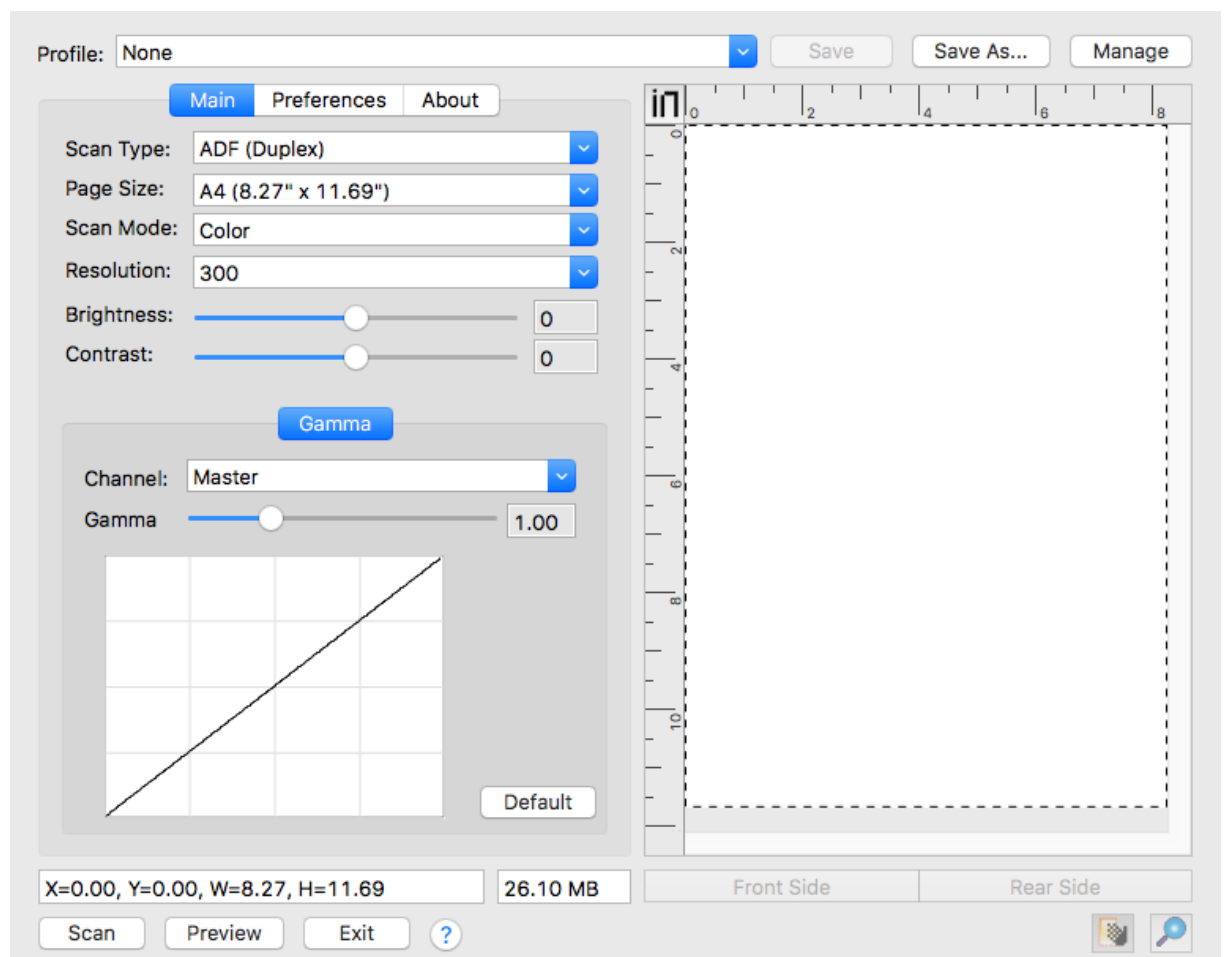 Profile: None Save Save As... Manage
Main Preferences About
Scan Type: ADF (Duplex)
Page Size: A4 (8.27" x 11.69")
Scan Mode: Color
Resolution: 300
Brightness: 0
Contrast: 0
Gamma
Channel: Master
Gamma 1.00
Default
in 0 2 4 6 8
0
2
4
6
8
10
X=0.00, Y=0.00, W=8.27, H=11.69 26.10 MB Front Side Rear Side
Scan Preview Exit ?